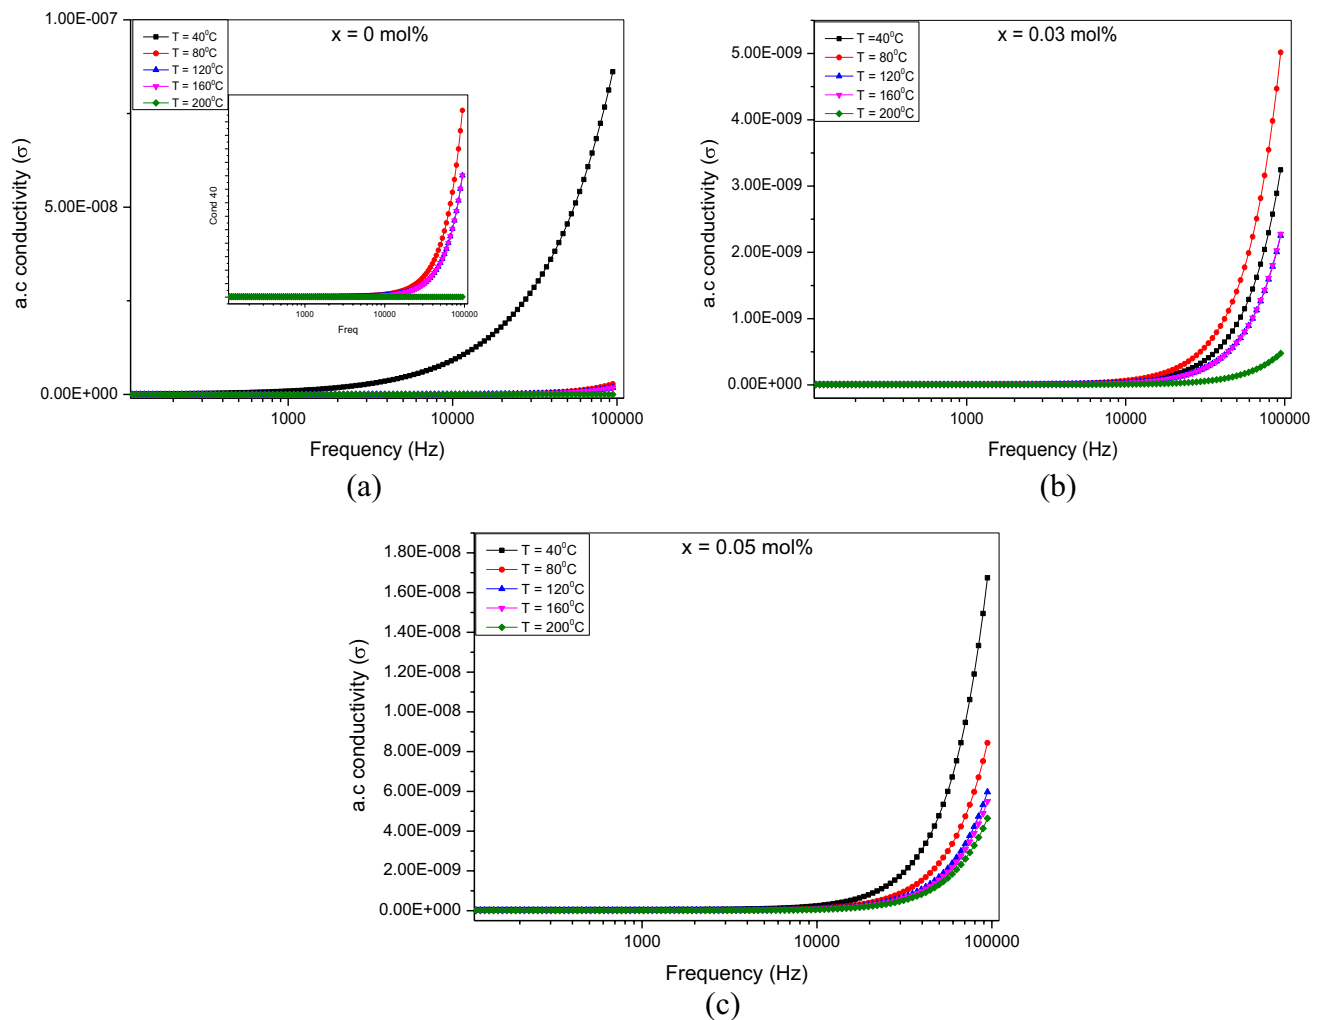 x = 0 mol%
T = 40⁰C
T = 80⁰C
T = 120⁰C
T = 160⁰C
T = 200⁰C
1.00E-007
5.00E-008
0.00E+000
a.c conductivity (σ)
Cond 40
1000 10000 100000
Freq
1000 10000 100000
Frequency (Hz)
(a)
x = 0.03 mol%
T =40⁰C
T = 80⁰C
T = 120⁰C
T = 160⁰C
T = 200⁰C
5.00E-009
4.00E-009
3.00E-009
2.00E-009
1.00E-009
0.00E+000
a.c conductivity (σ)
1000 10000 100000
Frequency (Hz)
(b)
x = 0.05 mol%
T = 40⁰C
T = 80⁰C
T = 120⁰C
T = 160⁰C
T = 200⁰C
1.80E-008
1.60E-008
1.40E-008
1.20E-008
1.00E-008
8.00E-009
6.00E-009
4.00E-009
2.00E-009
0.00E+000
a.c conductivity (σ)
1000 10000 100000
Frequency (Hz)
(c)